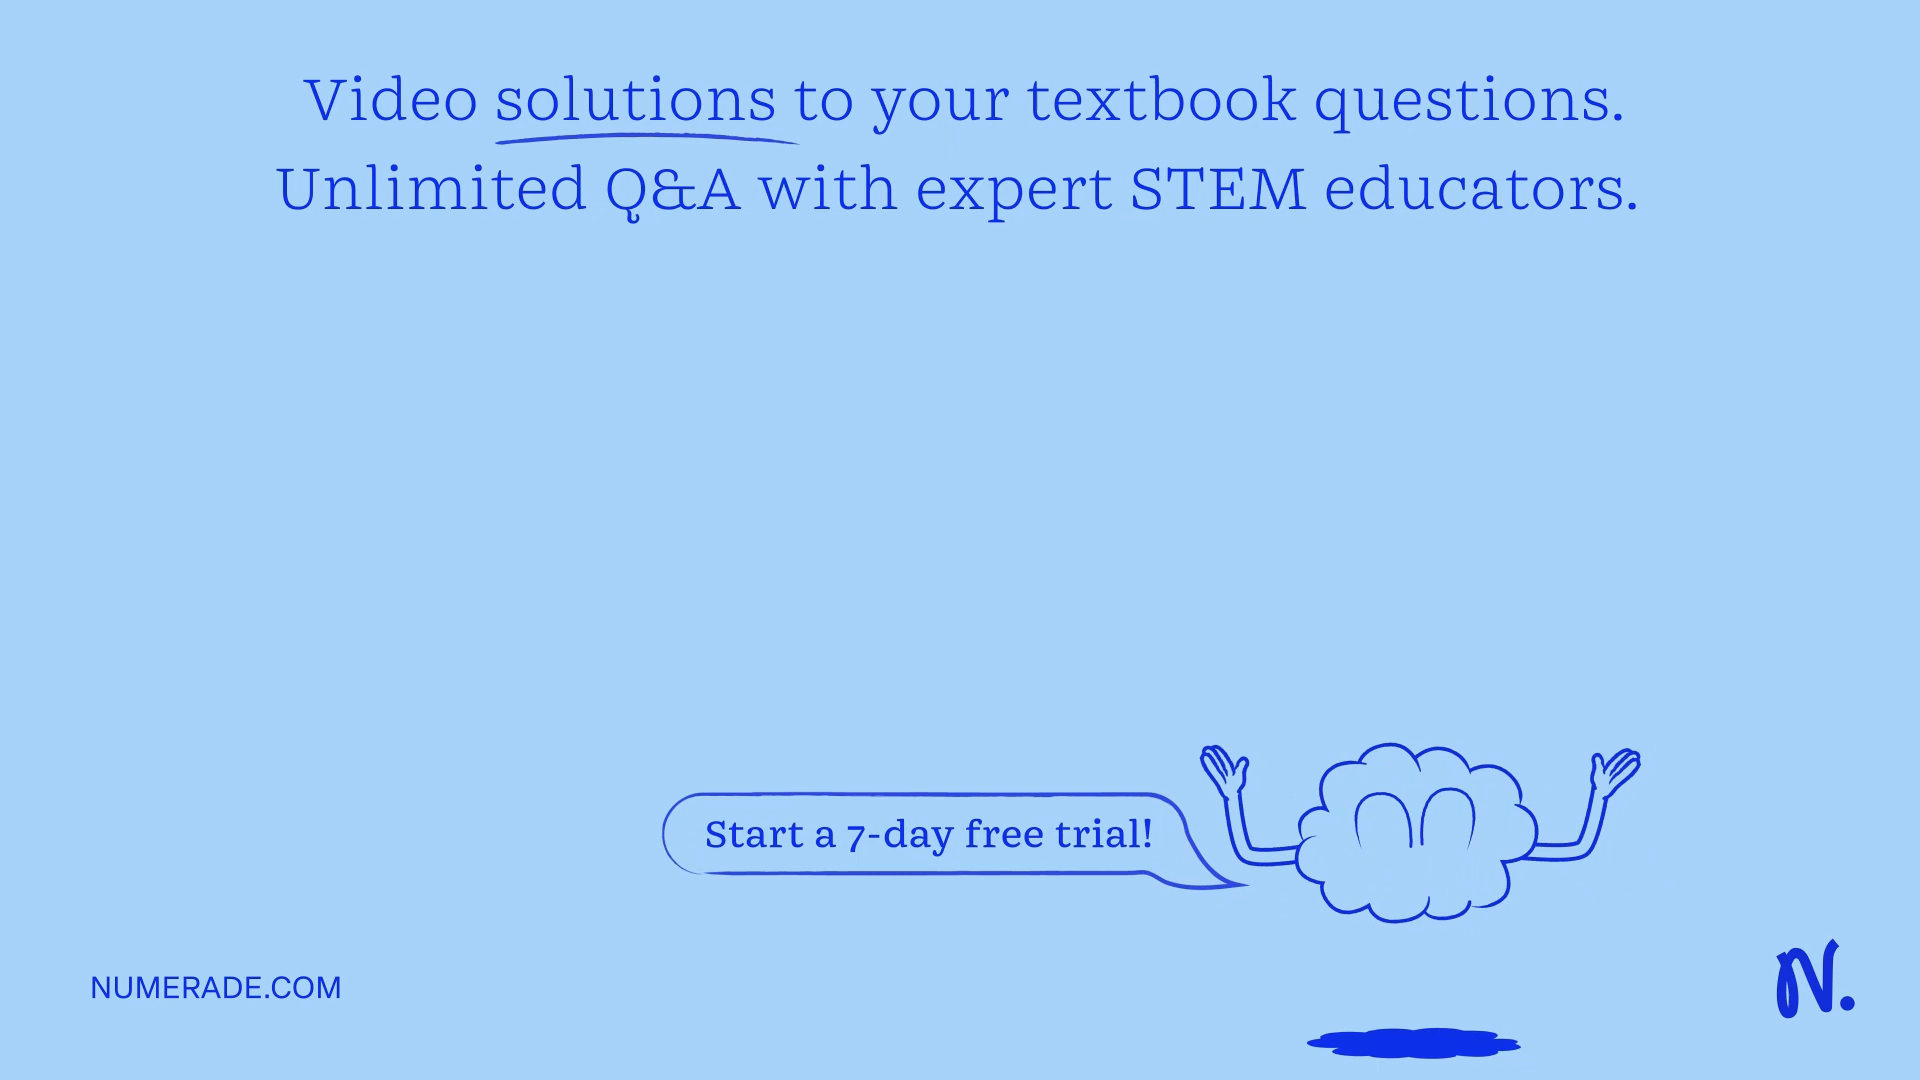 Video solutions to your textbook questions.
Unlimited Q&A with expert STEM educators.
Start a 7-day free trial!
NUMERADE.COM
N.